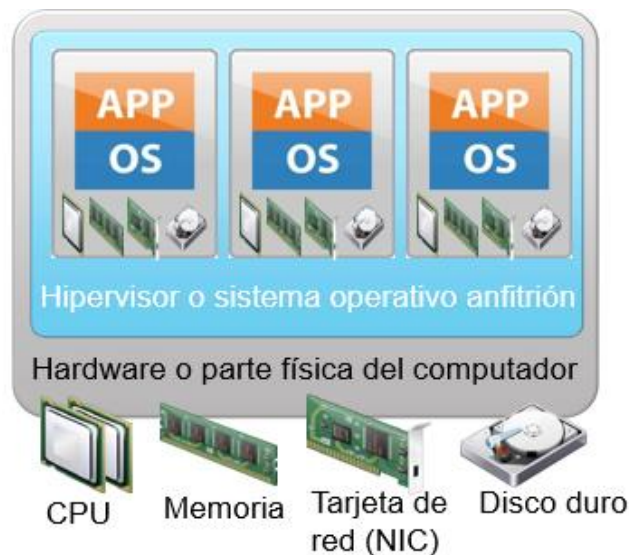 APP APP APP
OS OS OS
Hipervisor o sistema operativo anfitrión
Hardware o parte física del computador
CPU Memoria Tarjeta de Disco duro
red (NIC)